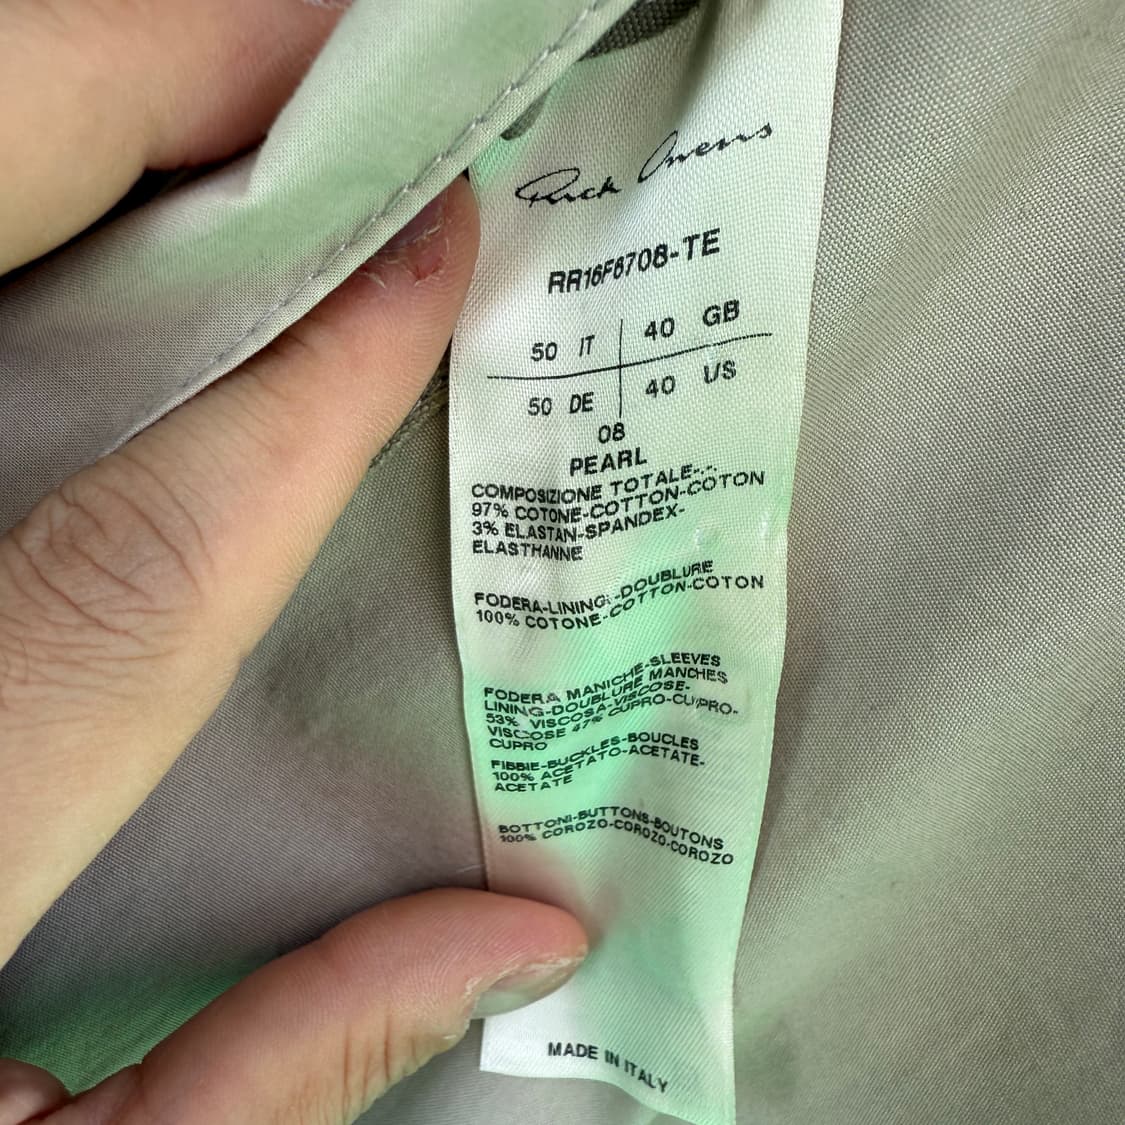 Rick Owens
RR16F6708-TE
50 IT 40 GB
50 DE 40 US
08
PEARL
COMPOSIZIONE TOTALE-.-
97% COTONE-COTTON-COTON
3% ELASTAN-SPANDEX-
ELASTHANNE
FODERA-LINING-DOUBLURE
100% COTONE-COTTON-COTON
FODERA MANICHE-SLEEVES
LINING-DOUBLURE MANCHES
53% VISCOSA-VISCOSE-
VISCOSE 47% CUPRO-CUPRO-
CUPRO
FIBBIE-BUCKLES-BOUCLES
100% ACETATO-ACETATE-
ACETATE
BOTTONI-BUTTONS-BOUTONS
100% COROZO-COROZO-COROZO
MADE IN ITALY